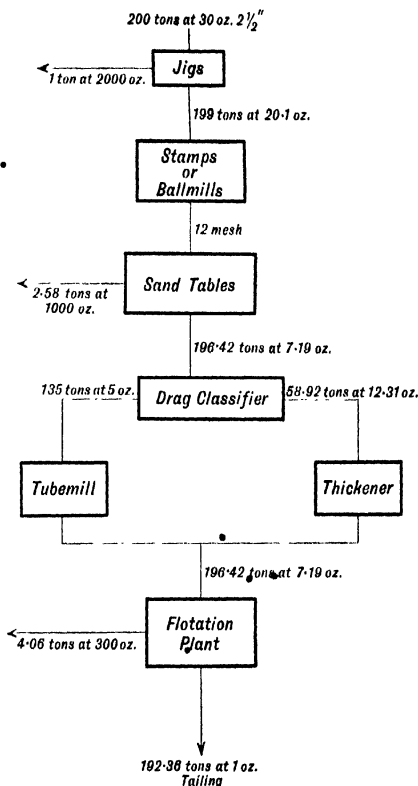 200 tons at 30 oz. 2½"
Jigs
1 ton at 2000 oz.
199 tons at 20·1 oz.
Stamps
or
Ballmills
12 mesh
Sand Tables
2·58 tons at
1000 oz.
196·42 tons at 7·19 oz.
135 tons at 5 oz.
Drag Classifier
58·92 tons at 12·31 oz.
Tubemill
Thickener
196·42 tons at 7·19 oz.
Flotation
Plant
4·06 tons at 300 oz.
192·36 tons at 1 oz.
Tailing